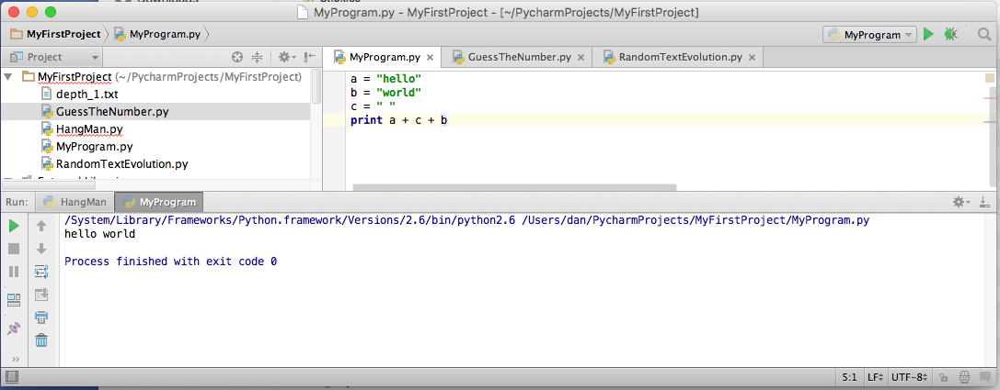 MyProgram.py - MyFirstProject - [~/PycharmProjects/MyFirstProject]
MyFirstProject MyProgram.py MyProgram
Project
MyFirstProject (~/PycharmProjects/MyFirstProject)
depth_1.txt
GuessTheNumber.py
HangMan.py
MyProgram.py
RandomTextEvolution.py
MyProgram.py × GuessTheNumber.py × RandomTextEvolution.py ×
a = "hello"
b = "world"
c = " "
print a + c + b
Run: HangMan MyProgram
/System/Library/Frameworks/Python.framework/Versions/2.6/bin/python2.6 /Users/dan/PycharmProjects/MyFirstProject/MyProgram.py
hello world
Process finished with exit code 0
5:1 LF UTF-8